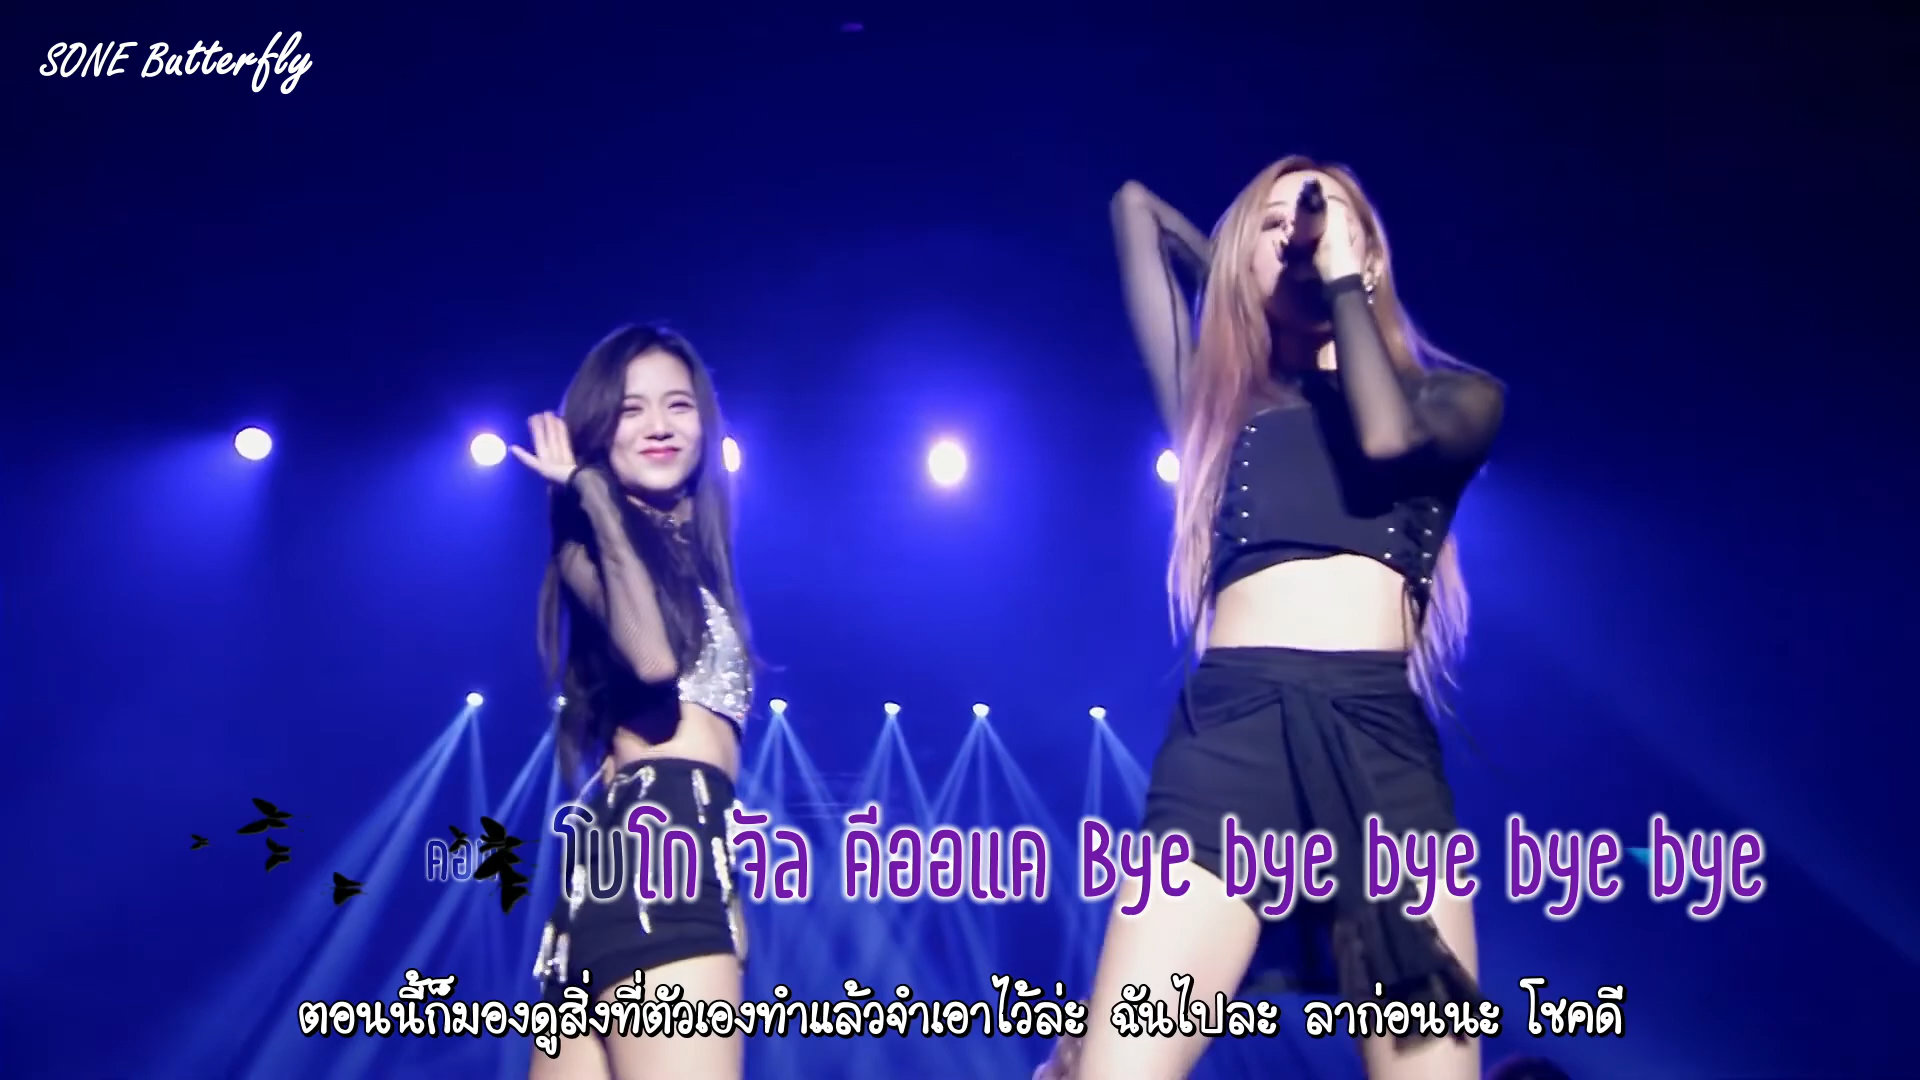 SONE Butterfly
โบโก จัล คีออแค Bye bye bye bye bye
ตอนนี้ก็มองดูสิ่งที่ตัวเองทำแล้วจำเอาไว้ล่ะ ฉันไปละ ลาก่อนนะ โชคดี